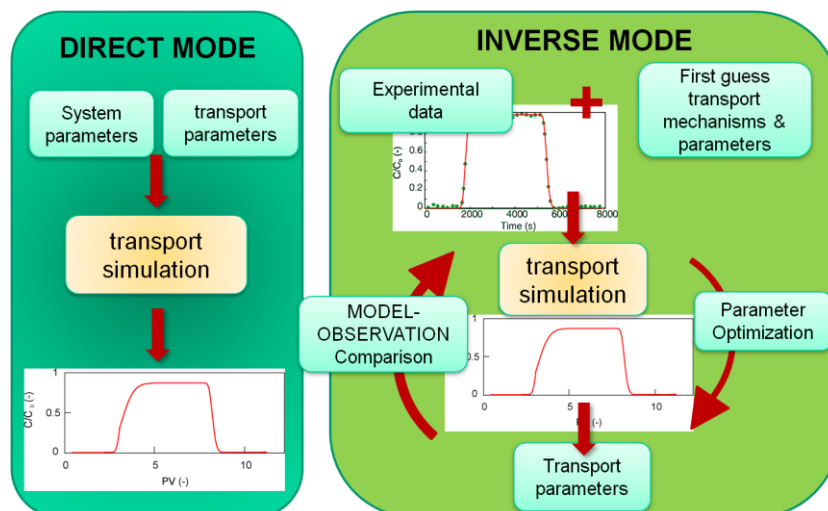 DIRECT MODE
System
parameters
transport
parameters
transport
simulation
C/C₀ (-)
1
0.5
0
0
5
10
PV (-)
INVERSE MODE
Experimental
data
+
First guess
transport
mechanisms &
parameters
C/C₀ (-)
0.8
0.6
0.4
0.2
0
0
2000
4000
6000
8000
Time (s)
transport
simulation
MODEL-
OBSERVATION
Comparison
Parameter
Optimization
1
0
0
5
10
(-)
Transport
parameters